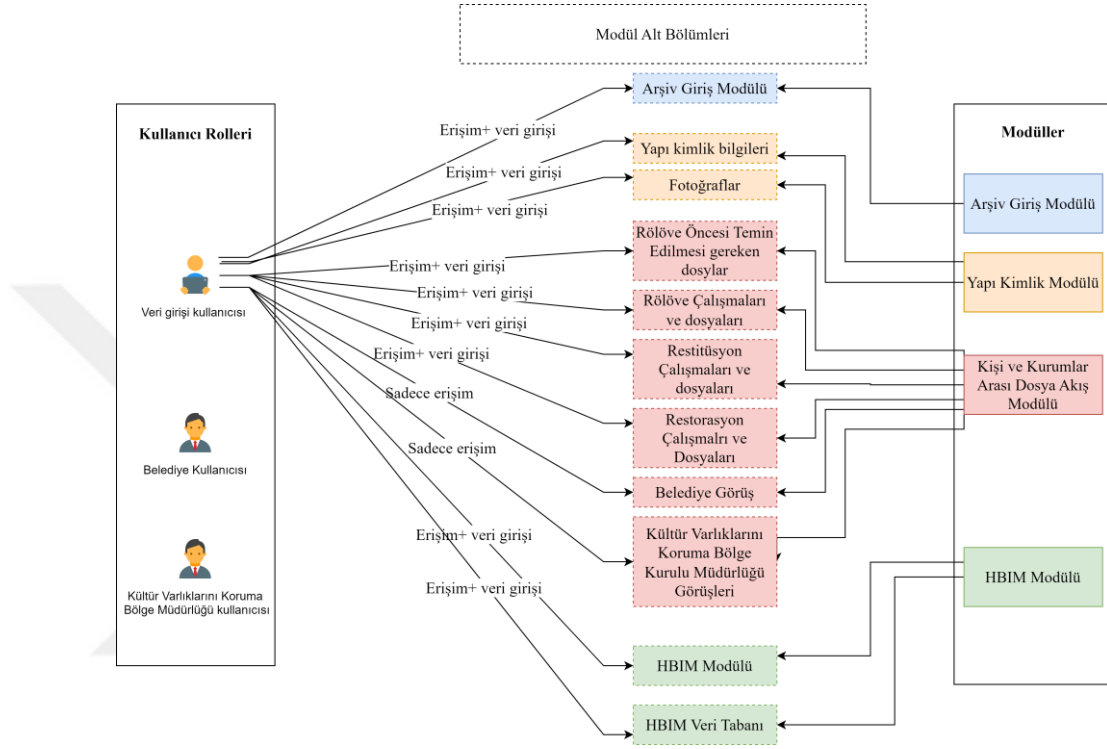 Modül Alt Bölümleri
Kullanıcı Rolleri
Veri girişi kullanıcısı
Belediye Kullanıcısı
Kültür Varlıklarını Koruma
Bölge Müdürlüğü kullanıcısı
Erişim+ veri girişi
Erişim+ veri girişi
Erişim+ veri girişi
Erişim+ veri girişi
Erişim+ veri girişi
Erişim+ veri girişi
Erişim+ veri girişi
Sadece erişim
Sadece erişim
Erişim+ veri girişi
Erişim+ veri girişi
Arşiv Giriş Modülü
Yapı kimlik bilgileri
Fotoğraflar
Rölöve Öncesi Temin
Edilmesi gereken
dosylar
Rölöve Çalışmaları
ve dosyaları
Restitüsyon
Çalışmaları ve
dosyaları
Restorasyon
Çalışmalrı ve
Dosyaları
Belediye Görüş
Kültür Varlıklarını
Koruma Bölge
Kurulu Müdürlüğü
Görüşleri
HBIM Modülü
HBIM Veri Tabanı
Modüller
Arşiv Giriş Modülü
Yapı Kimlik Modülü
Kişi ve Kurumlar
Arası Dosya Akış
Modülü
HBIM Modülü